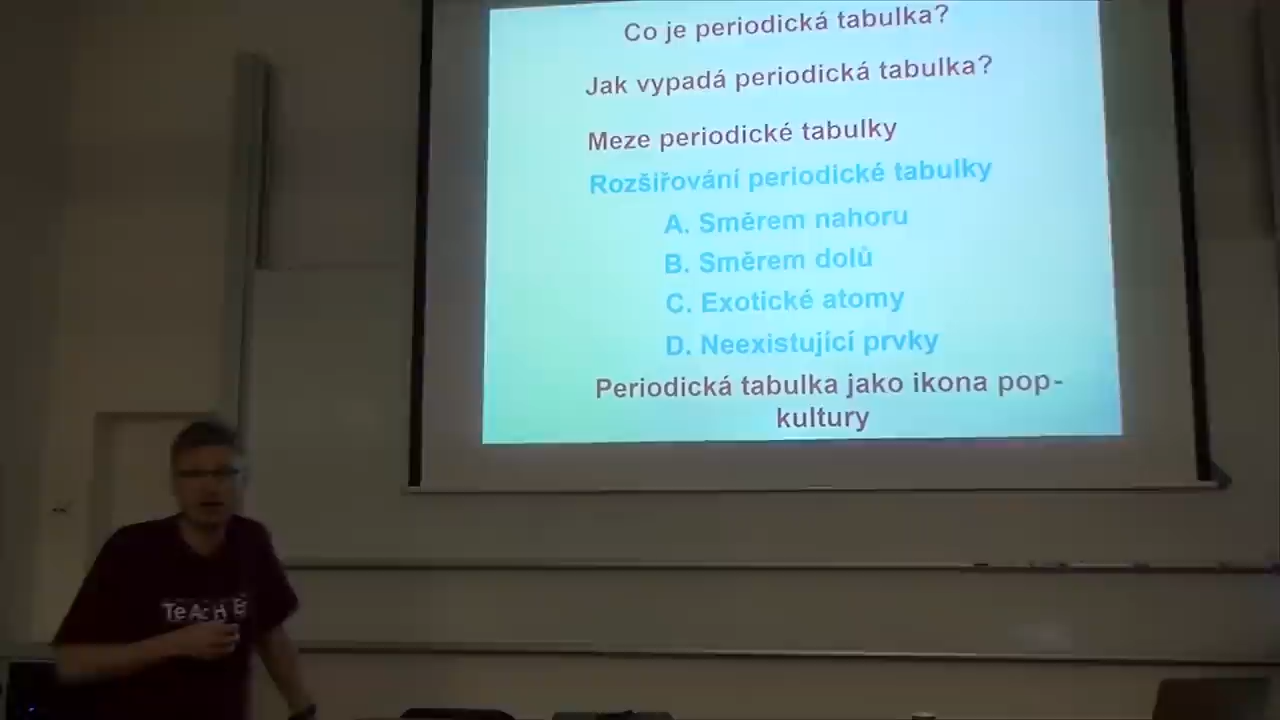 Co je periodická tabulka?
Jak vypadá periodická tabulka?
Meze periodické tabulky
Rozšiřování periodické tabulky
A. Směrem nahoru
B. Směrem dolů
C. Exotické atomy
D. Neexistující prvky
Periodická tabulka jako ikona pop-
kultury